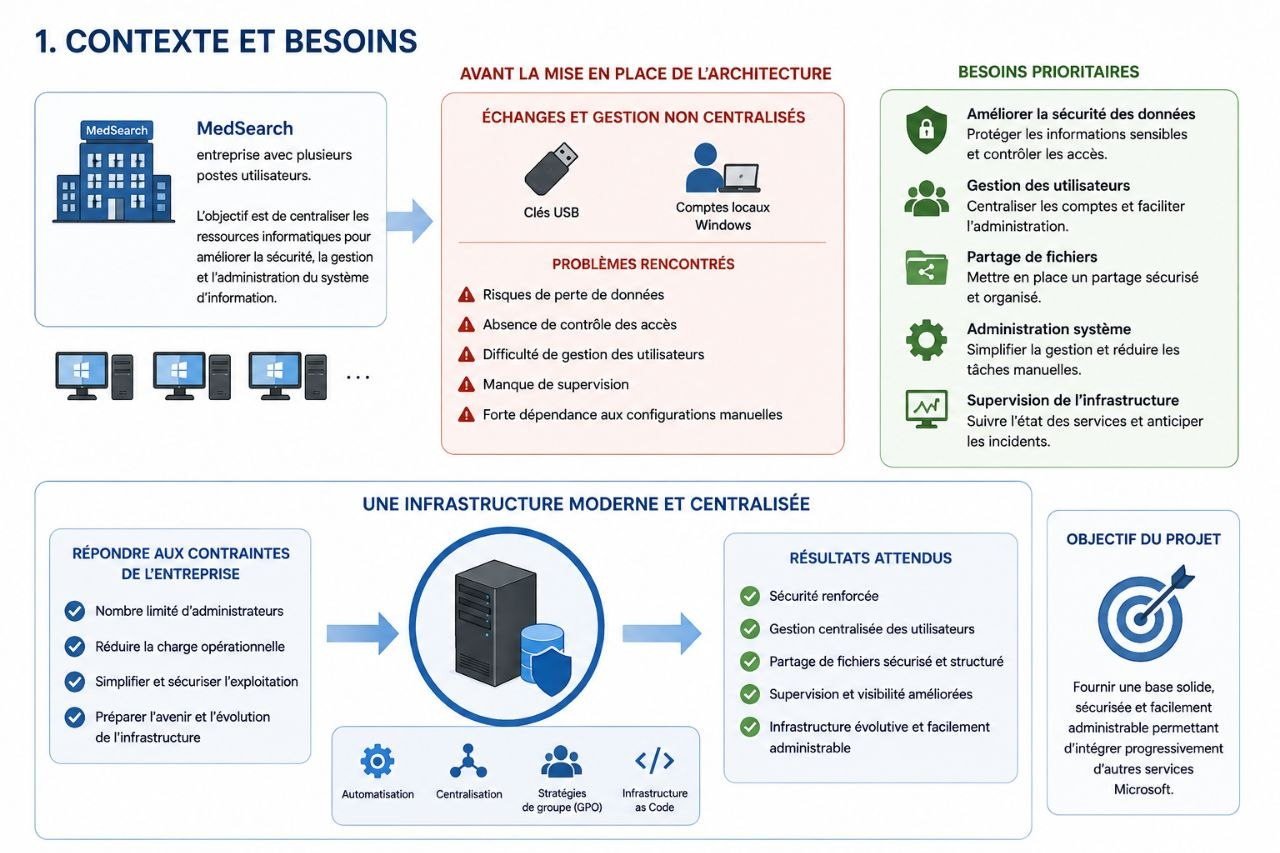 1. CONTEXTE ET BESOINS
MedSearch
MedSearch
entreprise avec plusieurs
postes utilisateurs.
L'objectif est de centraliser les
ressources informatiques pour
améliorer la sécurité, la gestion
et l'administration du système
d'information.
...
AVANT LA MISE EN PLACE DE L'ARCHITECTURE
ÉCHANGES ET GESTION NON CENTRALISÉS
Clés USB
Comptes locaux
Windows
PROBLÈMES RENCONTRÉS
Risques de perte de données
Absence de contrôle des accès
Difficulté de gestion des utilisateurs
Manque de supervision
Forte dépendance aux configurations manuelles
BESOINS PRIORITAIRES
Améliorer la sécurité des données
Protéger les informations sensibles
et contrôler les accès.
Gestion des utilisateurs
Centraliser les comptes et faciliter
l'administration.
Partage de fichiers
Mettre en place un partage sécurisé
et organisé.
Administration système
Simplifier la gestion et réduire les
tâches manuelles.
Supervision de l'infrastructure
Suivre l'état des services et anticiper
les incidents.
UNE INFRASTRUCTURE MODERNE ET CENTRALISÉE
RÉPONDRE AUX CONTRAINTES
DE L'ENTREPRISE
Nombre limité d'administrateurs
Réduire la charge opérationnelle
Simplifier et sécuriser l'exploitation
Préparer l'avenir et l'évolution
de l'infrastructure
Automatisation
Centralisation
Stratégies
de groupe (GPO)
</>
Infrastructure
as Code
RÉSULTATS ATTENDUS
Sécurité renforcée
Gestion centralisée des utilisateurs
Partage de fichiers sécurisé et structuré
Supervision et visibilité améliorées
Infrastructure évolutive et facilement
administrable
OBJECTIF DU PROJET
Fournir une base solide,
sécurisée et facilement
administrable permettant
d'intégrer progressivement
d'autres services
Microsoft.